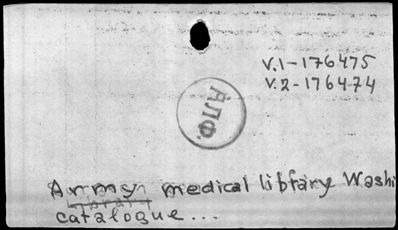 V.1-176475
V.2-176474
АЛФ.
Army medical library Washi
Library
catalogue...